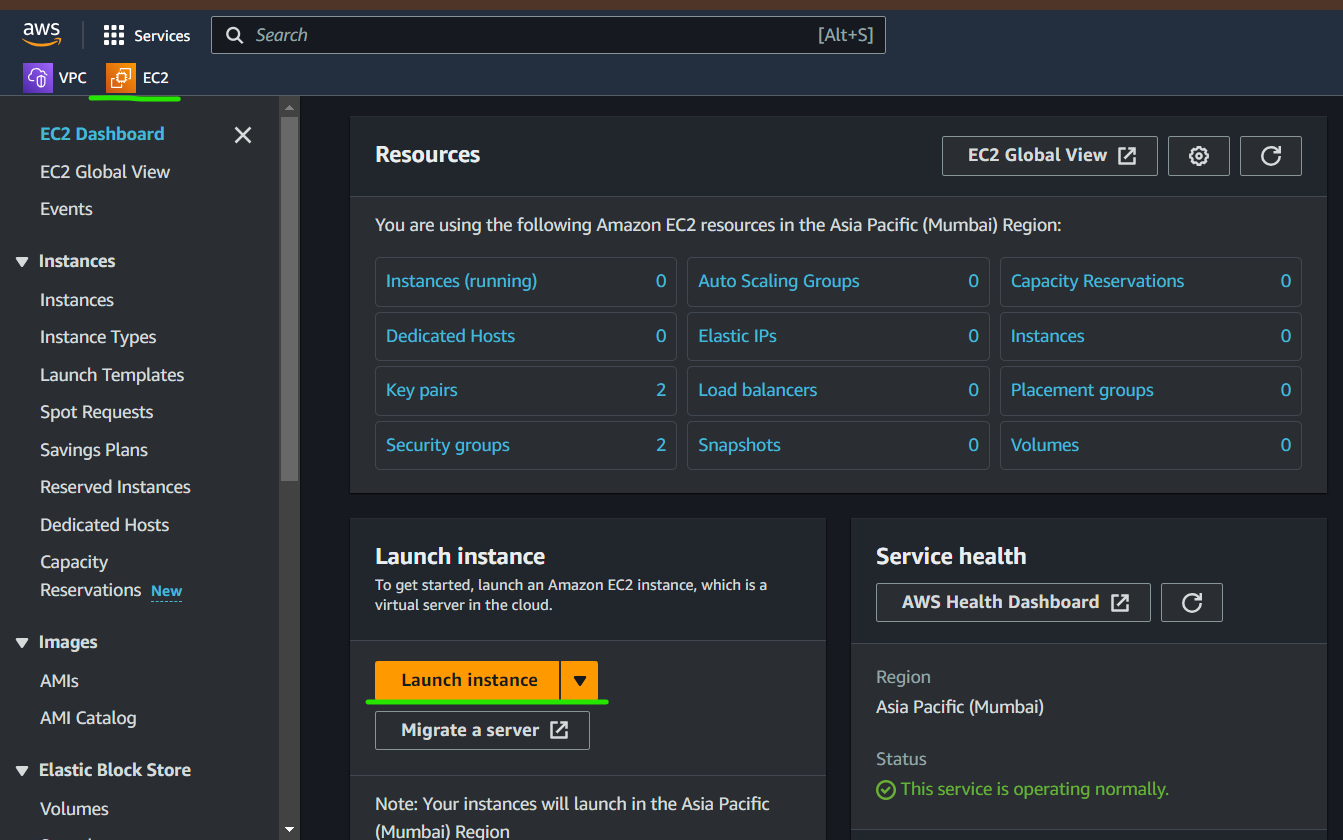 aws
Services
Search
[Alt+S]
VPC
EC2
EC2 Dashboard
EC2 Global View
Events
Instances
Instances
Instance Types
Launch Templates
Spot Requests
Savings Plans
Reserved Instances
Dedicated Hosts
Capacity
Reservations New
Images
AMIs
AMI Catalog
Elastic Block Store
Volumes
Resources
EC2 Global View
You are using the following Amazon EC2 resources in the Asia Pacific (Mumbai) Region:
Instances (running) 0
Auto Scaling Groups 0
Capacity Reservations 0
Dedicated Hosts 0
Elastic IPs 0
Instances 0
Key pairs 2
Load balancers 0
Placement groups 0
Security groups 2
Snapshots 0
Volumes 0
Launch instance
To get started, launch an Amazon EC2 instance, which is a
virtual server in the cloud.
Launch instance
Migrate a server
Note: Your instances will launch in the Asia Pacific
(Mumbai) Region
Service health
AWS Health Dashboard
Region
Asia Pacific (Mumbai)
Status
This service is operating normally.